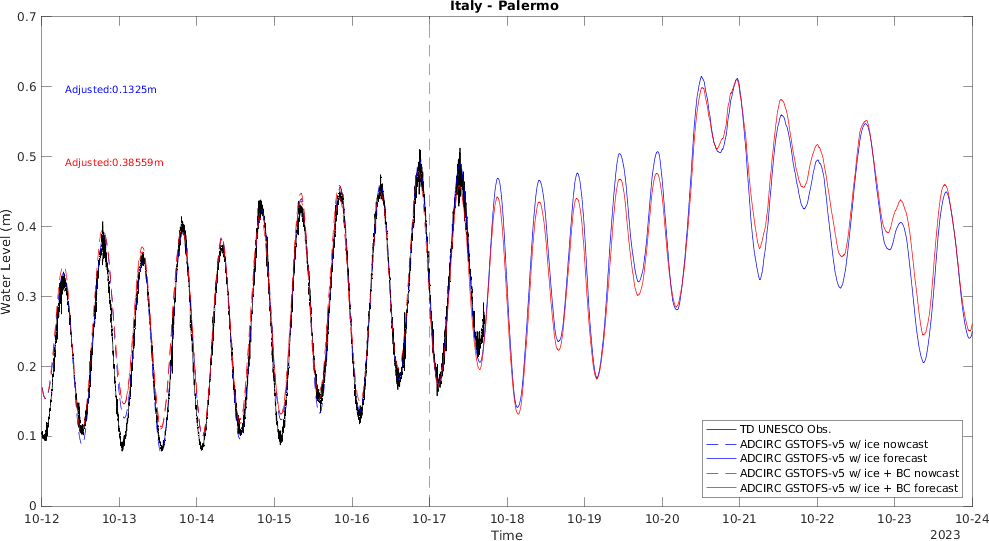 Italy - Palermo
0.7
0.6
0.5
0.4
0.3
0.2
0.1
0
Water Level (m)
Adjusted:0.1325m
Adjusted:0.38559m
TD UNESCO Obs.
ADCIRC GSTOFS-v5 w/ ice nowcast
ADCIRC GSTOFS-v5 w/ ice forecast
ADCIRC GSTOFS-v5 w/ ice + BC nowcast
ADCIRC GSTOFS-v5 w/ ice + BC forecast
10-12 10-13 10-14 10-15 10-16 10-17 10-18 10-19 10-20 10-21 10-22 10-23 10-24
Time
2023